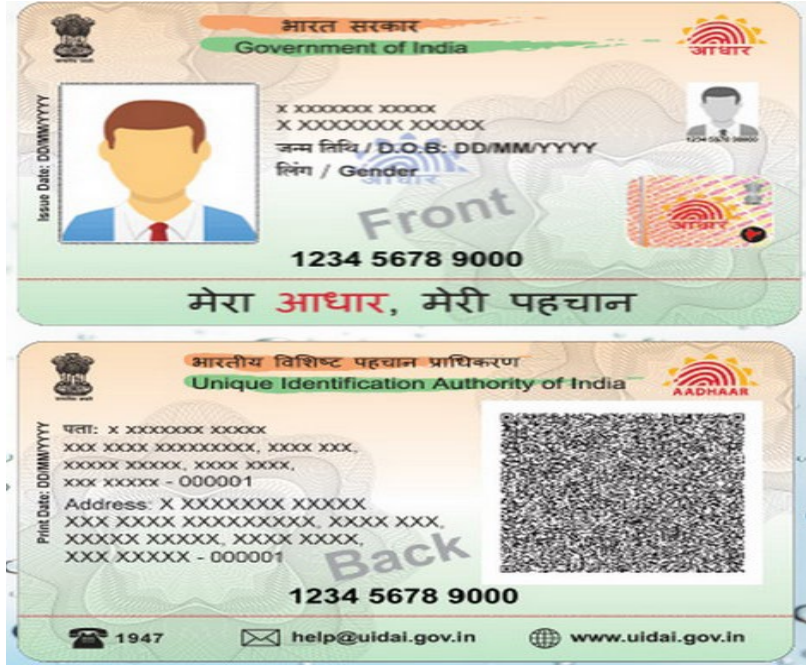 भारत सरकार
Government of India
आधार
Issue Date: DD/MM/YYYY
X XXXXXXX XXXXX
X XXXXXXX XXXXX
जन्म तिथि / D.O.B: DD/MM/YYYY
लिंग / Gender
आधार
Front
आधार
1234 5678 9000
मेरा आधार, मेरी पहचान
भारतीय विशिष्ट पहचान प्राधिकरण
Unique Identification Authority of India
AADHAAR
Print Date: DD/MM/YYYY
पता: X XXXXXXX XXXXX
XXX XXXX XXXXXXXXX, XXXX XXX,
XXXXX XXXXX, XXXX XXXX,
XXX XXXXX - 000001
Address: X XXXXXXX XXXXX
XXX XXXX XXXXXXXXX, XXXX XXX,
XXXXX XXXXX, XXXX XXXX,
XXX XXXXX - 000001
Back
1234 5678 9000
1947
help@uidai.gov.in
www.uidai.gov.in